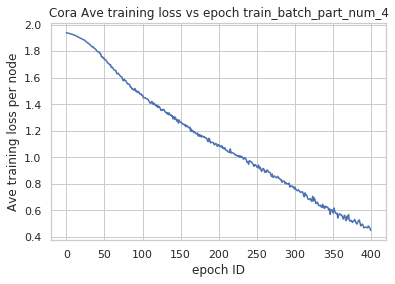 Cora Ave training loss vs epoch train_batch_part_num_4
Ave training loss per node
2.0
1.8
1.6
1.4
1.2
1.0
0.8
0.6
0.4
0 50 100 150 200 250 300 350 400
epoch ID